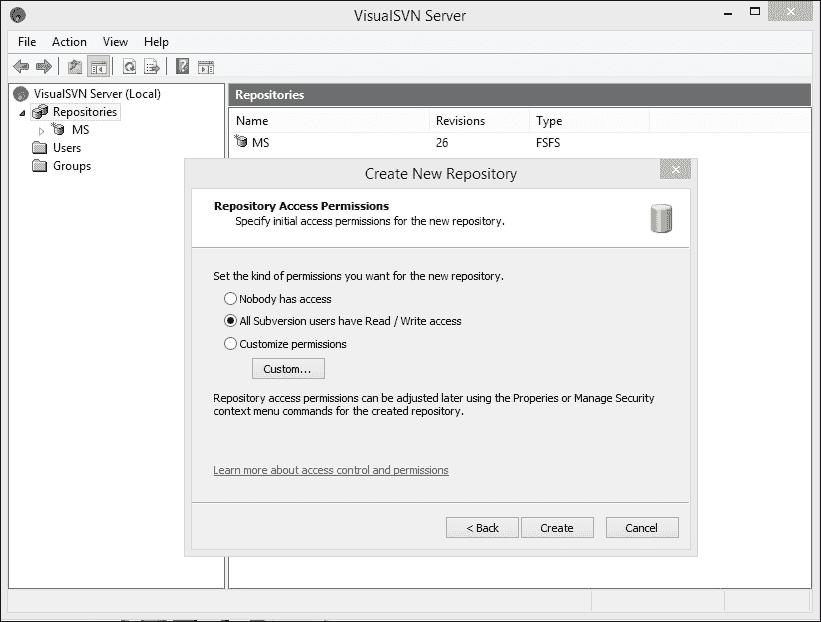 VisualSVN Server
File Action View Help
VisualSVN Server (Local)
Repositories
MS
Users
Groups
Repositories
Name Revisions Type
MS 26 FSFS
Create New Repository
Repository Access Permissions
Specify initial access permissions for the new repository.
Set the kind of permissions you want for the new repository.
Nobody has access
All Subversion users have Read / Write access
Customize permissions
Custom...
Repository access permissions can be adjusted later using the Properies or Manage Security
context menu commands for the created repository.
Learn more about access control and permissions
< Back Create Cancel